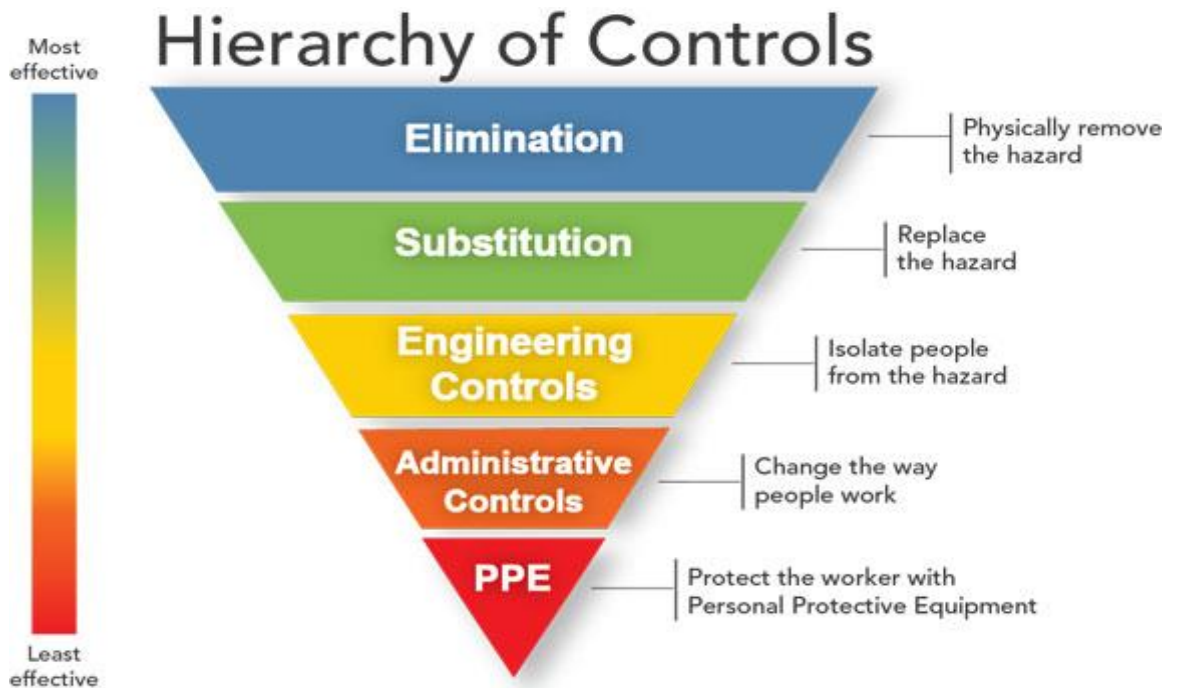 Hierarchy of Controls
Most
effective
Elimination
Physically remove
the hazard
Substitution
Replace
the hazard
Engineering
Controls
Isolate people
from the hazard
Administrative
Controls
Change the way
people work
PPE
Protect the worker with
Personal Protective Equipment
Least
effective